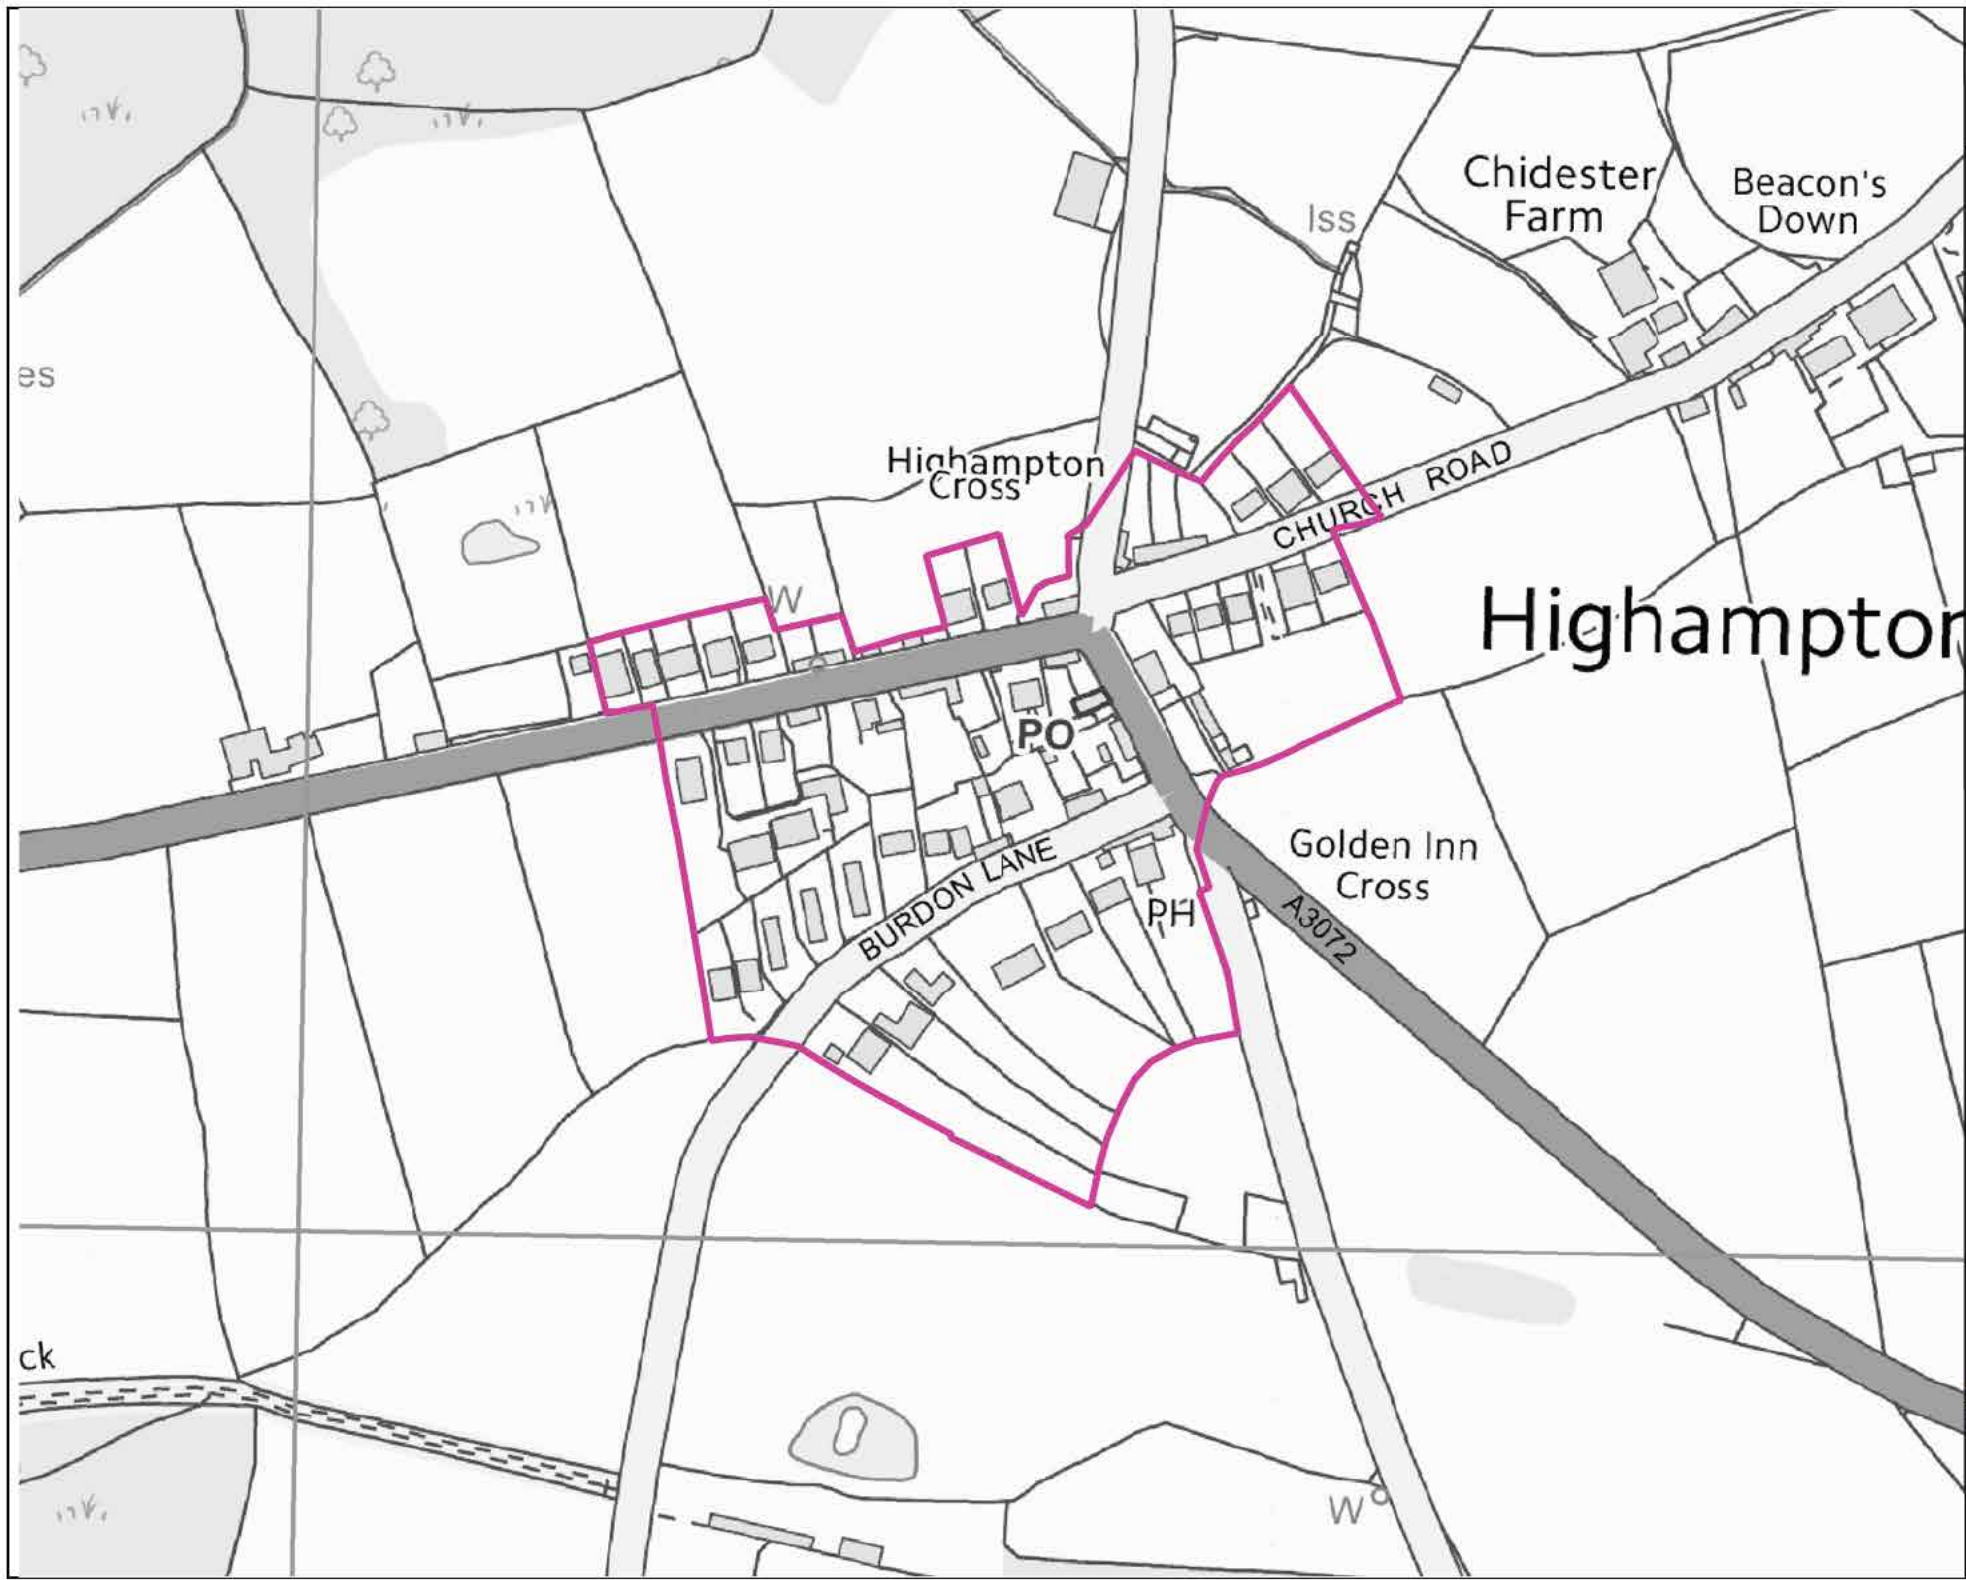 Chidester
Farm
Beacon's
Down
Iss
es
Highampton
Cross
CHURCH ROAD
W
Highampton
PO
Golden Inn
Cross
BURDON LANE
PH
A3072
ck
W